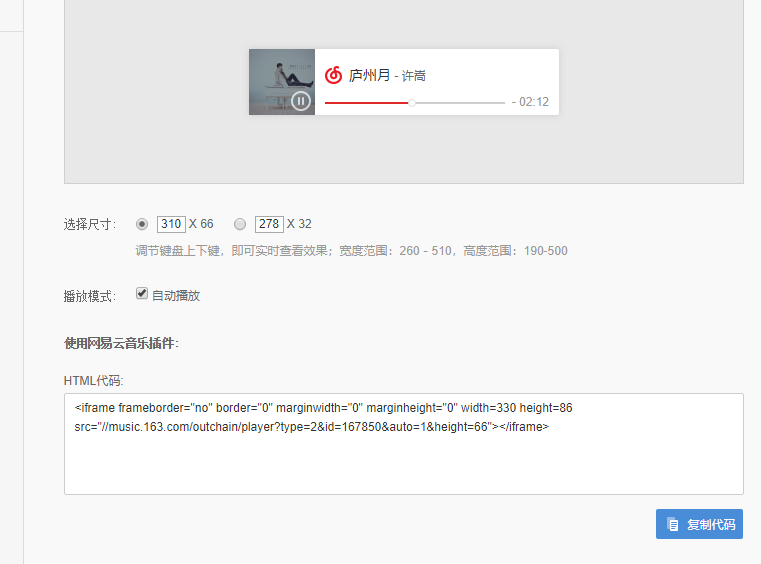 庐州月 - 许嵩
- 02:12
选择尺寸： 310 X 66 278 X 32
调节键盘上下键，即可实时查看效果；宽度范围：260 - 510，高度范围：190-500
播放模式： 自动播放
使用网易云音乐插件：
HTML代码:
<iframe frameborder="no" border="0" marginwidth="0" marginheight="0" width=330 height=86
src="//music.163.com/outchain/player?type=2&id=167850&auto=1&height=66"></iframe>
复制代码